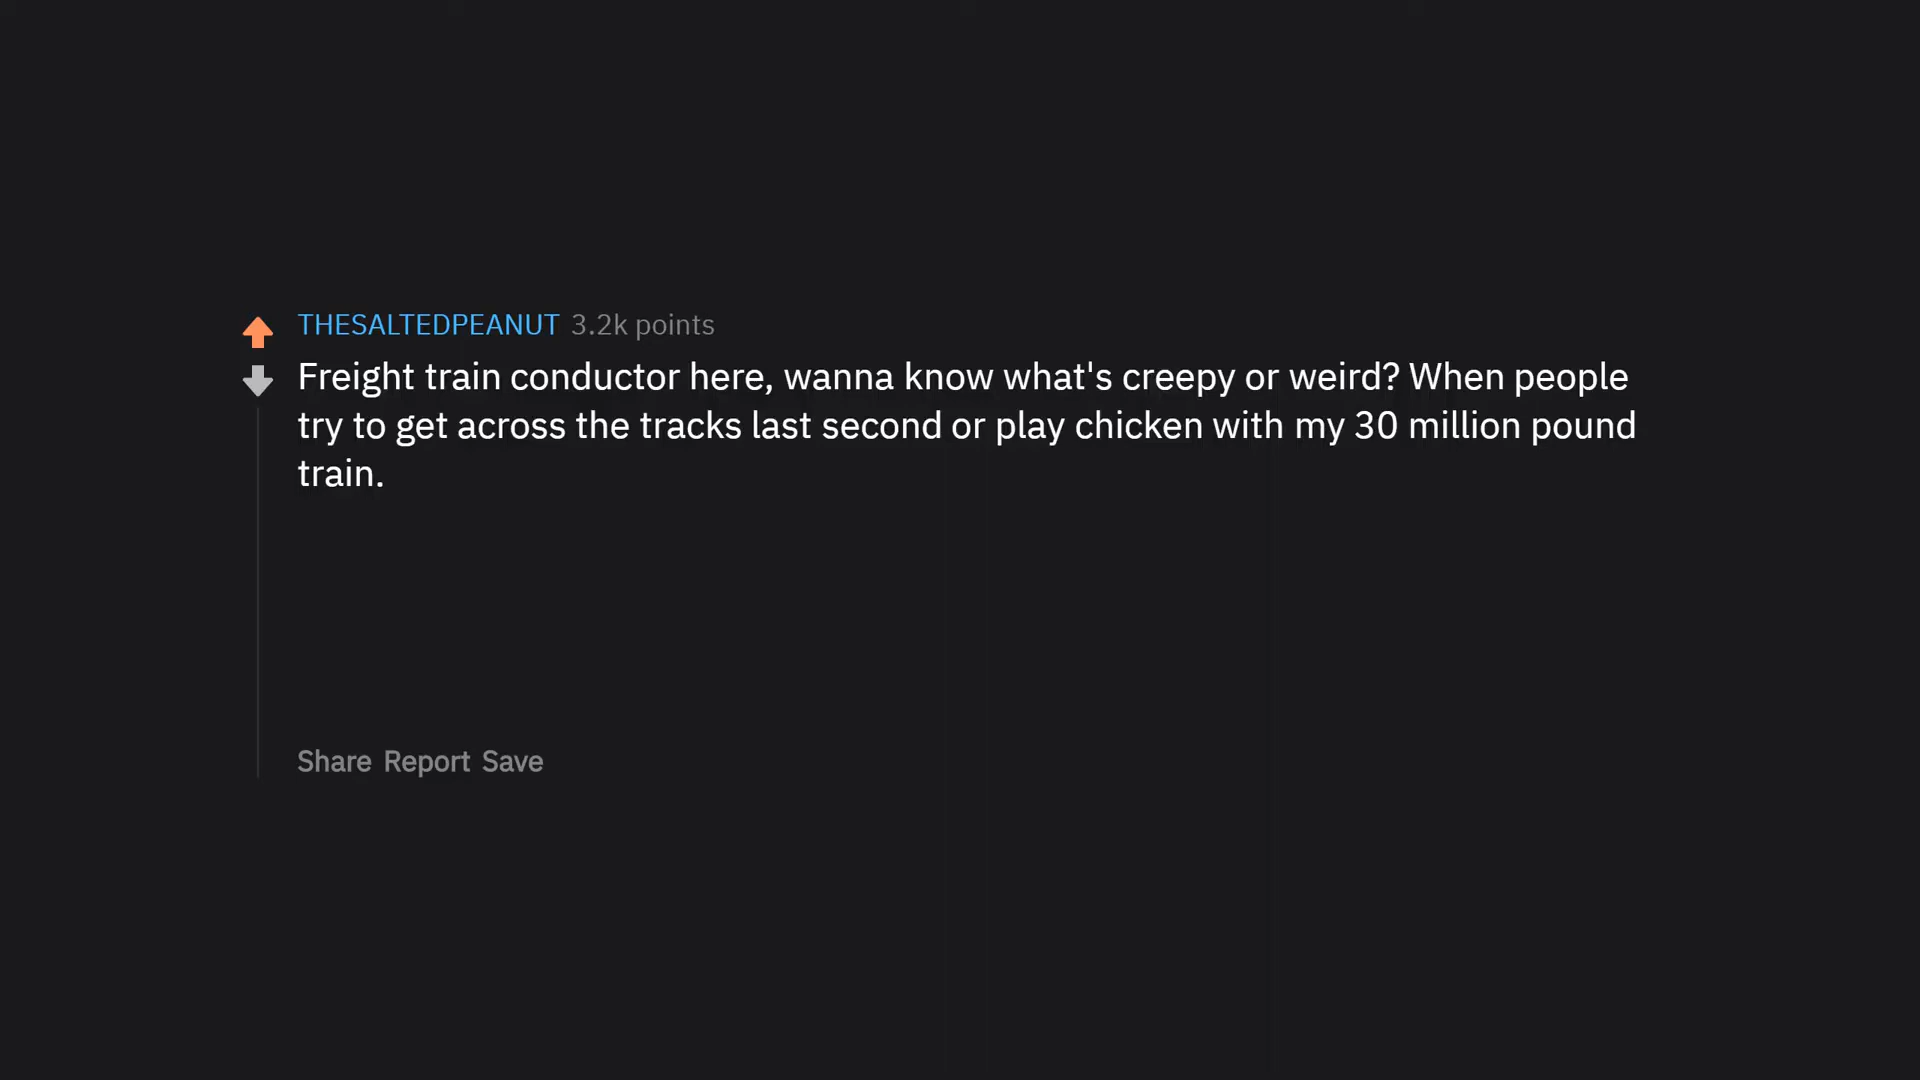 THESALTEDPEANUT 3.2k points
Freight train conductor here, wanna know what's creepy or weird? When people
try to get across the tracks last second or play chicken with my 30 million pound
train.
Share Report Save